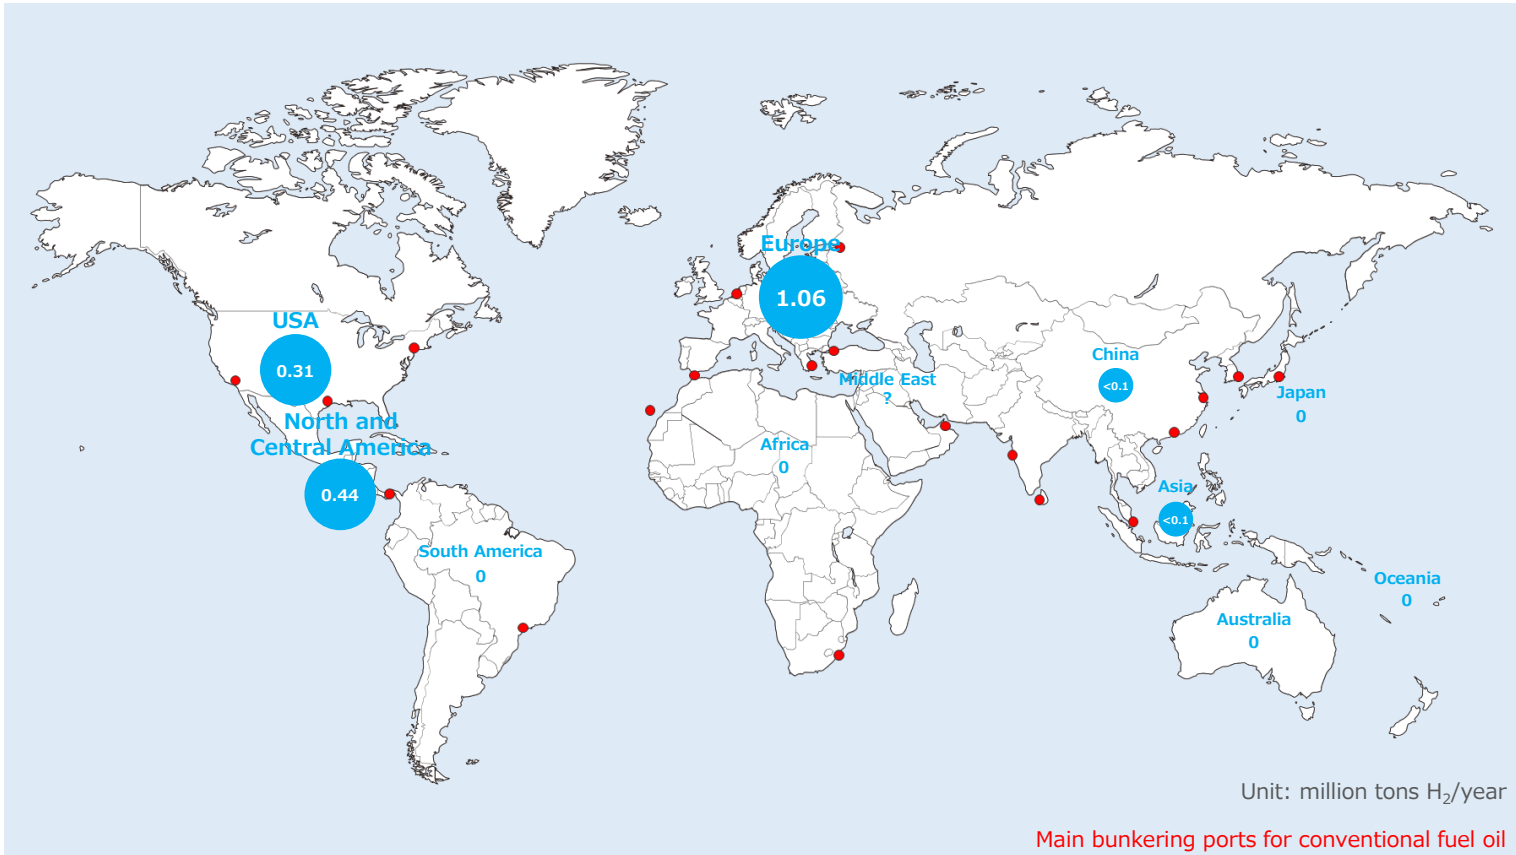 Europe
1.06
USA
0.31
North and
Central America
0.44
South America
0
Africa
0
Middle East
?
China
<0.1
Japan
0
Asia
<0.1
Oceania
0
Australia
0
Unit: million tons H₂/year
Main bunkering ports for conventional fuel oil